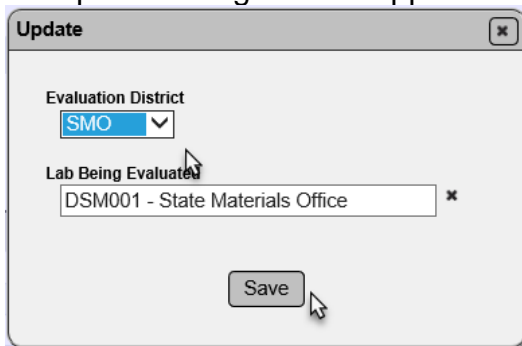 Update
Evaluation District
SMO
Lab Being Evaluated
DSM001 - State Materials Office
Save